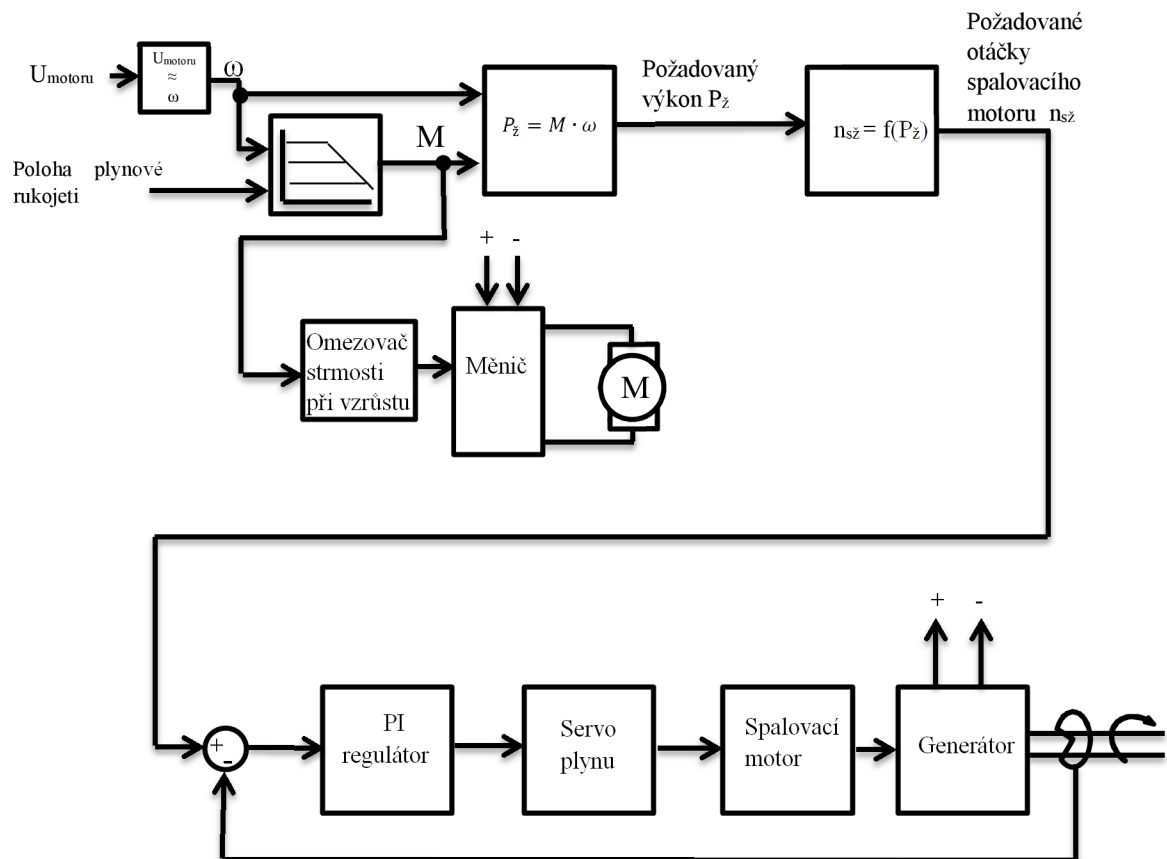 Umotoru
Umotoru
≈
ω
ω
Poloha plynové
rukojeti
M
Pž = M · ω
Požadovaný
výkon Pž
nsž = f(Pž)
Požadované
otáčky
spalovacího
motoru nsž
+ -
Omezovač
strmosti
při vzrůstu
Měnič
M
+ -
+
-
PI
regulátor
Servo
plynu
Spalovací
motor
Generátor